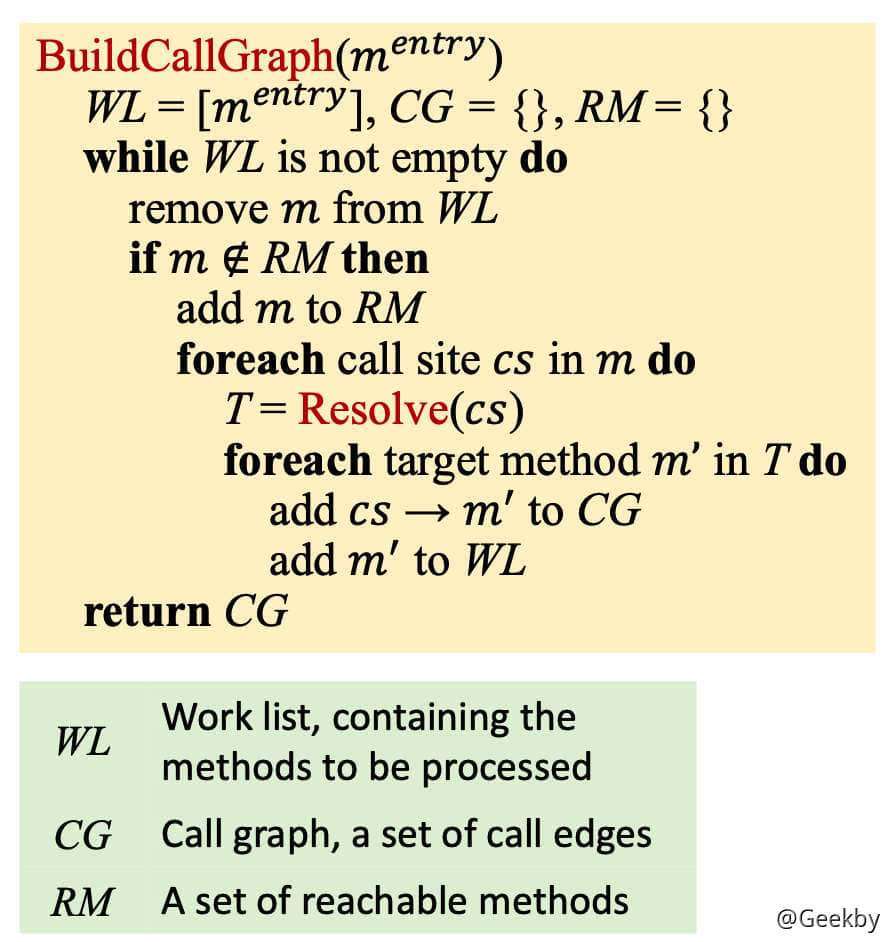 BuildCallGraph(m^entry)
WL = [m^entry], CG = {}, RM = {}
while WL is not empty do
remove m from WL
if m ∉ RM then
add m to RM
foreach call site cs in m do
T = Resolve(cs)
foreach target method m’ in T do
add cs → m′ to CG
add m′ to WL
return CG
WL Work list, containing the
methods to be processed
CG Call graph, a set of call edges
RM A set of reachable methods
@Geekby